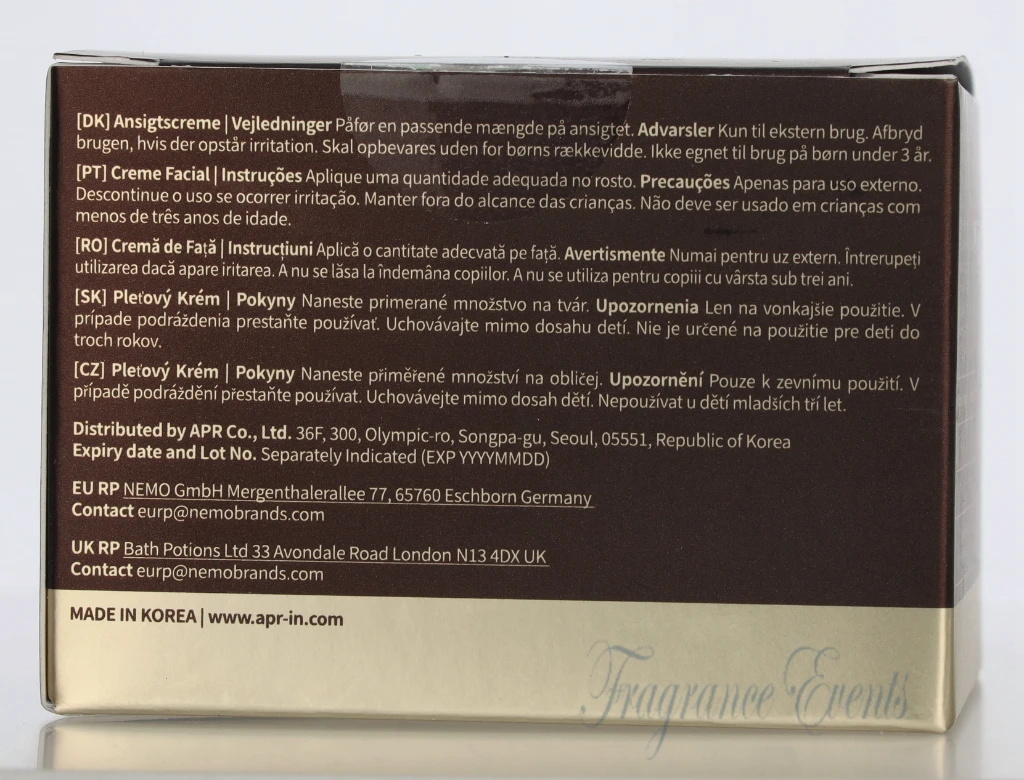 [DK] Ansigtscreme | Vejledninger Påfør en passende mængde på ansigtet. Advarsler Kun til ekstern brug. Afbryd
brugen, hvis der opstår irritation. Skal opbevares uden for børns rækkevidde. Ikke egnet til brug på børn under 3 år.
[PT] Creme Facial | Instruções Aplique uma quantidade adequada no rosto. Precauções Apenas para uso externo.
Descontinue o uso se ocorrer irritação. Manter fora do alcance das crianças. Não deve ser usado em crianças com
menos de três anos de idade.
[RO] Cremă de Față | Instrucțiuni Aplică o cantitate adecvată pe față. Avertismente Numai pentru uz extern. Întrerupeți
utilizarea dacă apare iritarea. A nu se lăsa la îndemâna copiilor. A nu se utiliza pentru copiii cu vârsta sub trei ani.
[SK] Pleťový Krém | Pokyny Naneste primerané množstvo na tvár. Upozornenia Len na vonkajšie použitie. V
prípade podráždenia prestaňte používať. Uchovávajte mimo dosahu detí. Nie je určené na použitie pre deti do
troch rokov.
[CZ] Pleťový Krém | Pokyny Naneste přiměřené množství na obličej. Upozornění Pouze k zevnímu použití. V
případě podráždění přestaňte používat. Uchovávejte mimo dosah dětí. Nepoužívat u dětí mladších tří let.
Distributed by APR Co., Ltd. 36F, 300, Olympic-ro, Songpa-gu, Seoul, 05551, Republic of Korea
Expiry date and Lot No. Separately Indicated (EXP YYYYMMDD)
EU RP NEMO GmbH Mergenthalerallee 77, 65760 Eschborn Germany
Contact eurp@nemobrands.com
UK RP Bath Potions Ltd 33 Avondale Road London N13 4DX UK
Contact eurp@nemobrands.com
MADE IN KOREA | www.apr-in.com
Fragrance Events